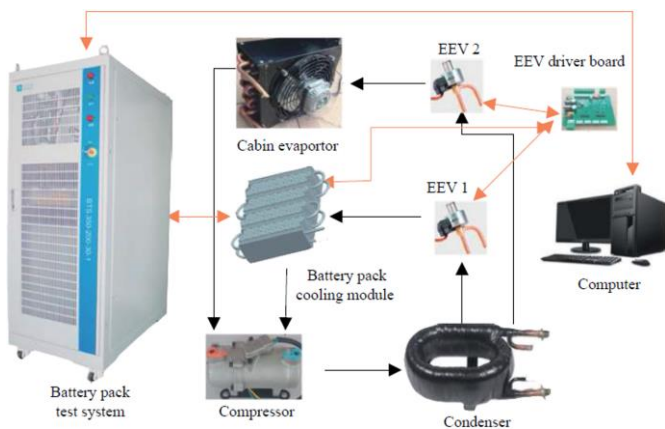 EEV 2
EEV driver board
Cabin evaportor
EEV 1
Battery pack
cooling module
Computer
Battery pack
test system
Compressor
Condenser